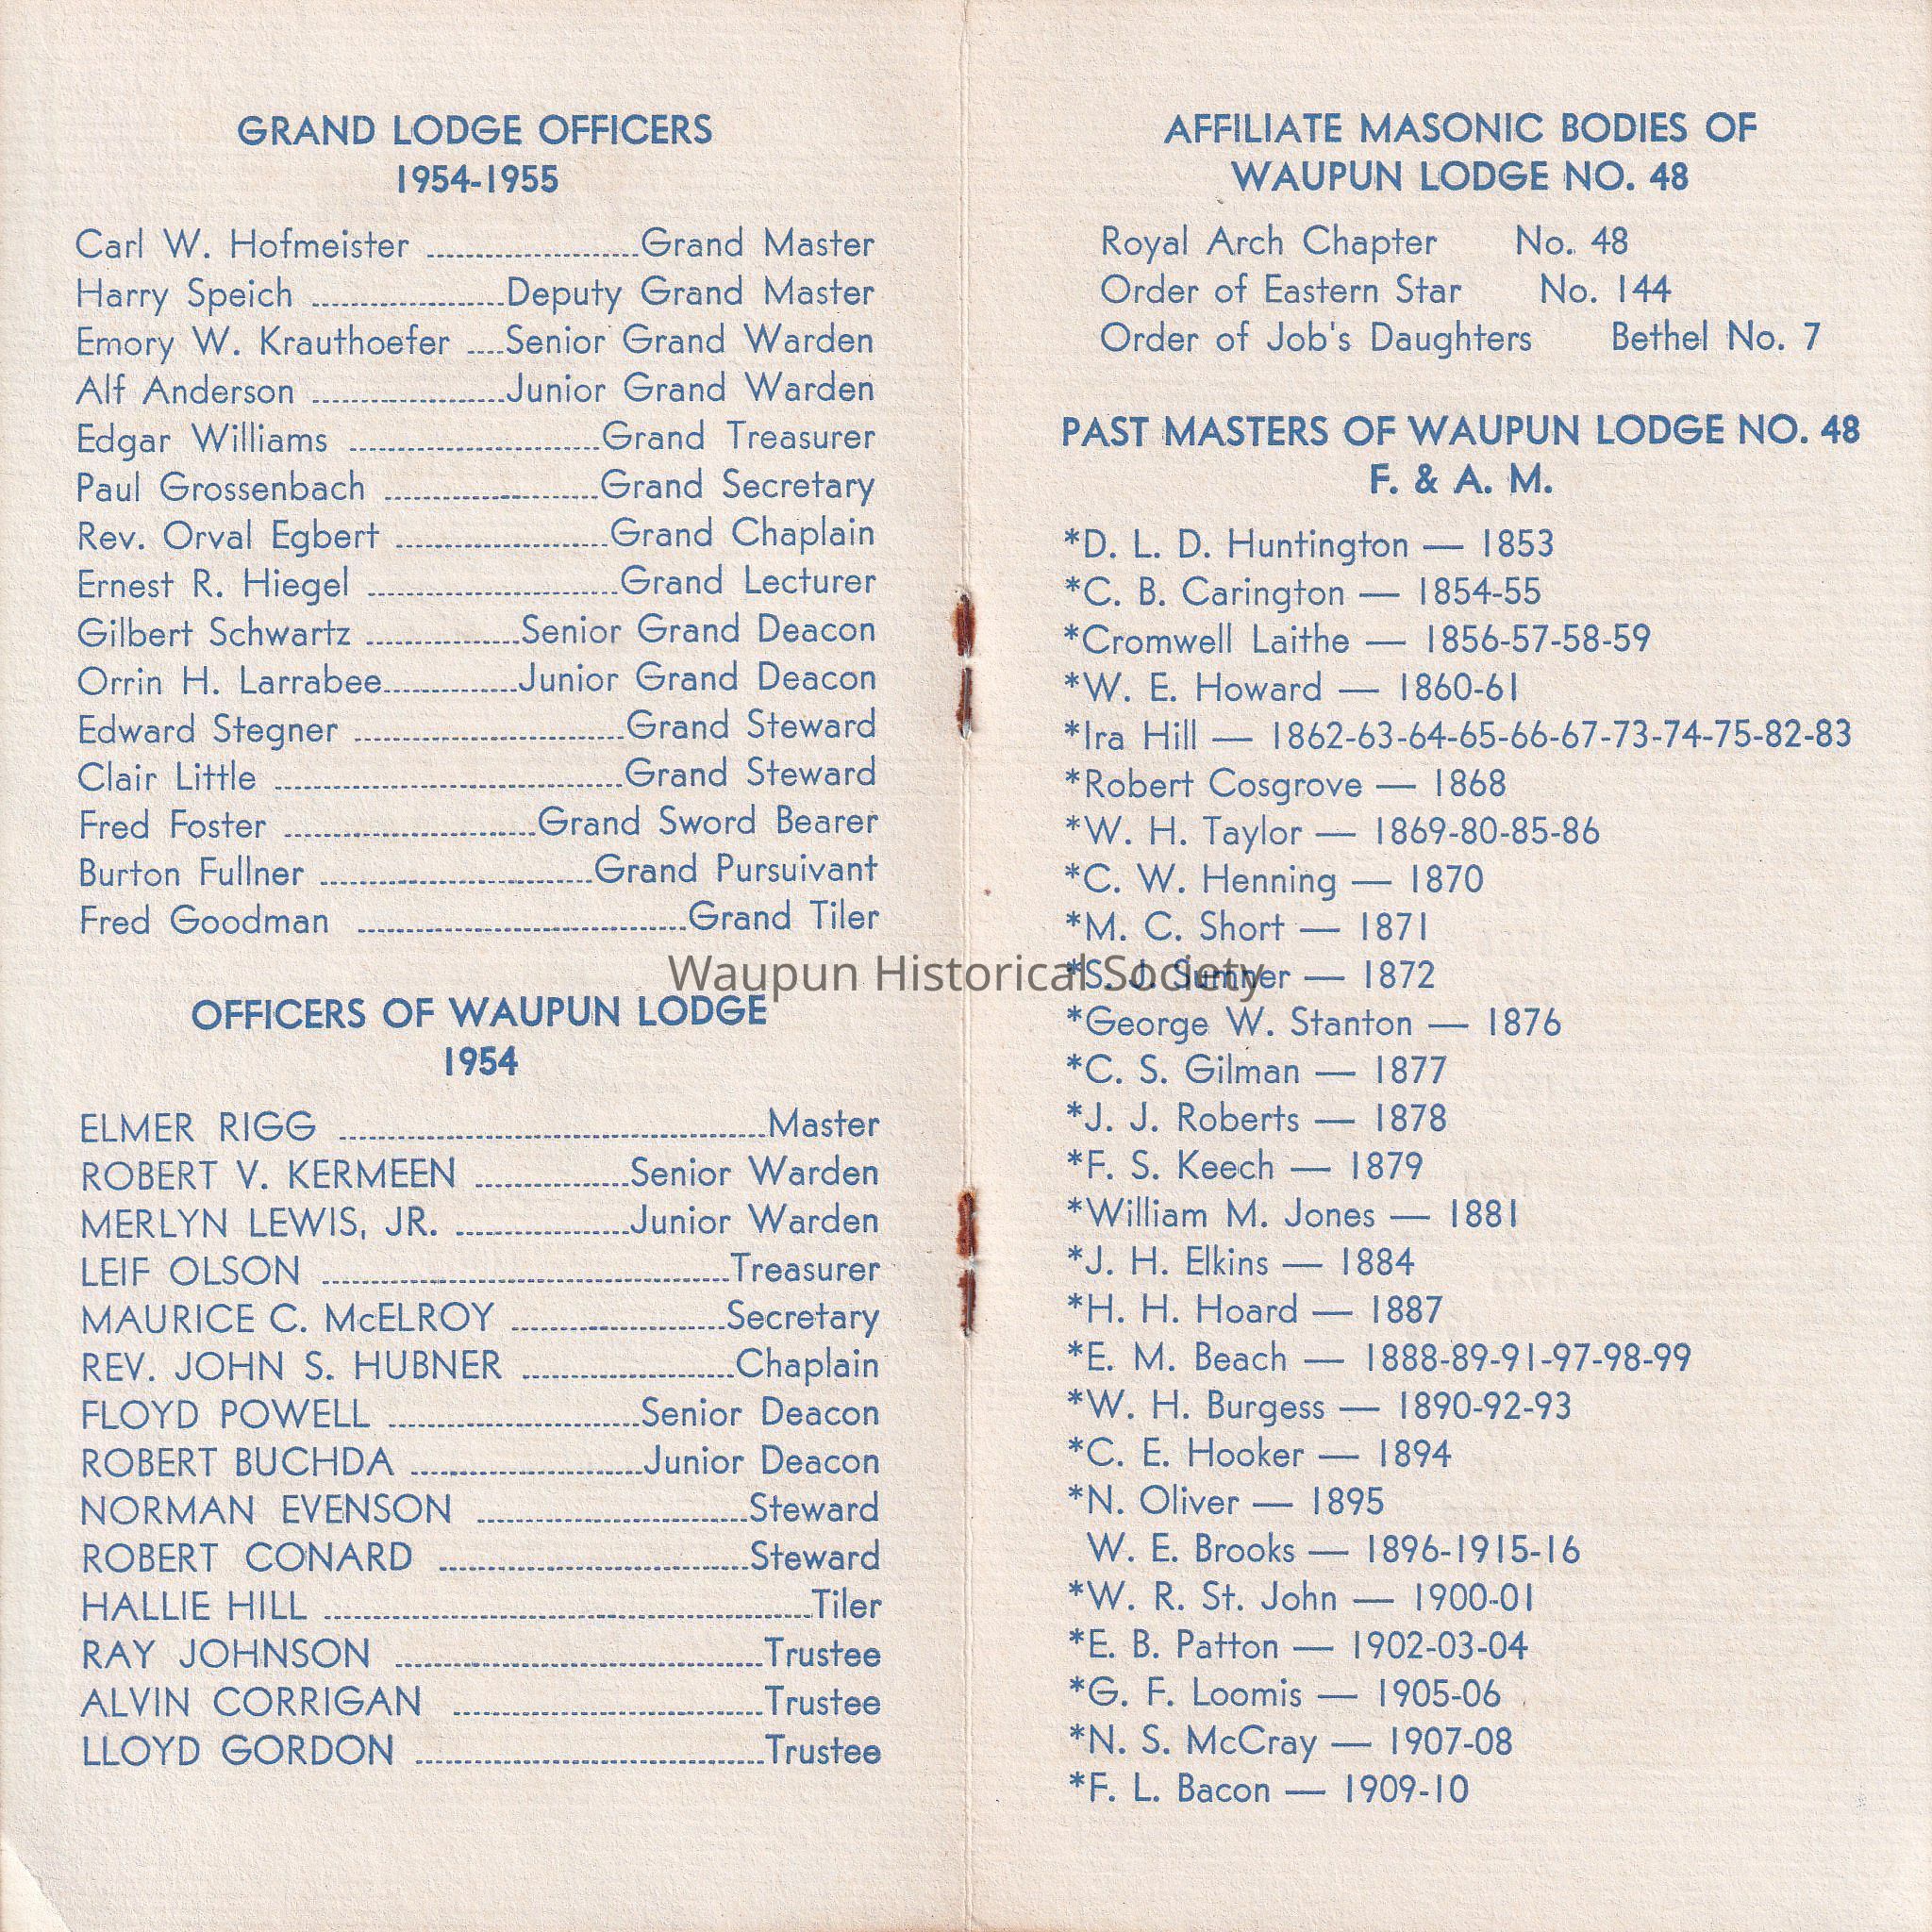 GRAND LODGE OFFICERS
1954-1955
Carl W. Hofmeister ........................Grand Master
Harry Speich ......................Deputy Grand Master
Emory W. Krauthoefer ....Senior Grand Warden
Alf Anderson ......................Junior Grand Warden
Edgar Williams ............................Grand Treasurer
Paul Grossenbach ........................Grand Secretary
Rev. Orval Egbert ........................Grand Chaplain
Ernest R. Hiegel ............................Grand Lecturer
Gilbert Schwartz .................Senior Grand Deacon
Orrin H. Larrabee...............Junior Grand Deacon
Edward Stegner ..............................Grand Steward
Clair Little .......................................Grand Steward
Fred Foster ............................Grand Sword Bearer
Burton Fullner ..............................Grand Pursuivant
Fred Goodman .....................................Grand Tiler
OFFICERS OF WAUPUN LODGE
1954
ELMER RIGG ................................................Master
ROBERT V. KERMEEN .................Senior Warden
MERLYN LEWIS, JR. ...................Junior Warden
LEIF OLSON .............................................Treasurer
MAURICE C. McELROY ........................Secretary
REV. JOHN S. HUBNER ........................Chaplain
FLOYD POWELL ............................Senior Deacon
ROBERT BUCHDA ..........................Junior Deacon
NORMAN EVENSON ..............................Steward
ROBERT CONARD ...................................Steward
HALLIE HILL .......................................................Tiler
RAY JOHNSON .........................................Trustee
ALVIN CORRIGAN ...................................Trustee
LLOYD GORDON .......................................Trustee
AFFILIATE MASONIC BODIES OF
WAUPUN LODGE NO. 48
Royal Arch Chapter No. 48
Order of Eastern Star No. 144
Order of Job's Daughters Bethel No. 7
PAST MASTERS OF WAUPUN LODGE NO. 48
F. & A. M.
*D. L. D. Huntington — 1853
*C. B. Carington — 1854-55
*Cromwell Laithe — 1856-57-58-59
*W. E. Howard — 1860-61
*Ira Hill — 1862-63-64-65-66-67-73-74-75-82-83
*Robert Cosgrove — 1868
*W. H. Taylor — 1869-80-85-86
*C. W. Henning — 1870
*M. C. Short — 1871
*S. J. Sumner — 1872
*George W. Stanton — 1876
*C. S. Gilman — 1877
*J. J. Roberts — 1878
*F. S. Keech — 1879
*William M. Jones — 1881
*J. H. Elkins — 1884
*H. H. Hoard — 1887
*E. M. Beach — 1888-89-91-97-98-99
*W. H. Burgess — 1890-92-93
*C. E. Hooker — 1894
*N. Oliver — 1895
W. E. Brooks — 1896-1915-16
*W. R. St. John — 1900-01
*E. B. Patton — 1902-03-04
*G. F. Loomis — 1905-06
*N. S. McCray — 1907-08
*F. L. Bacon — 1909-10
Waupun Historical Society